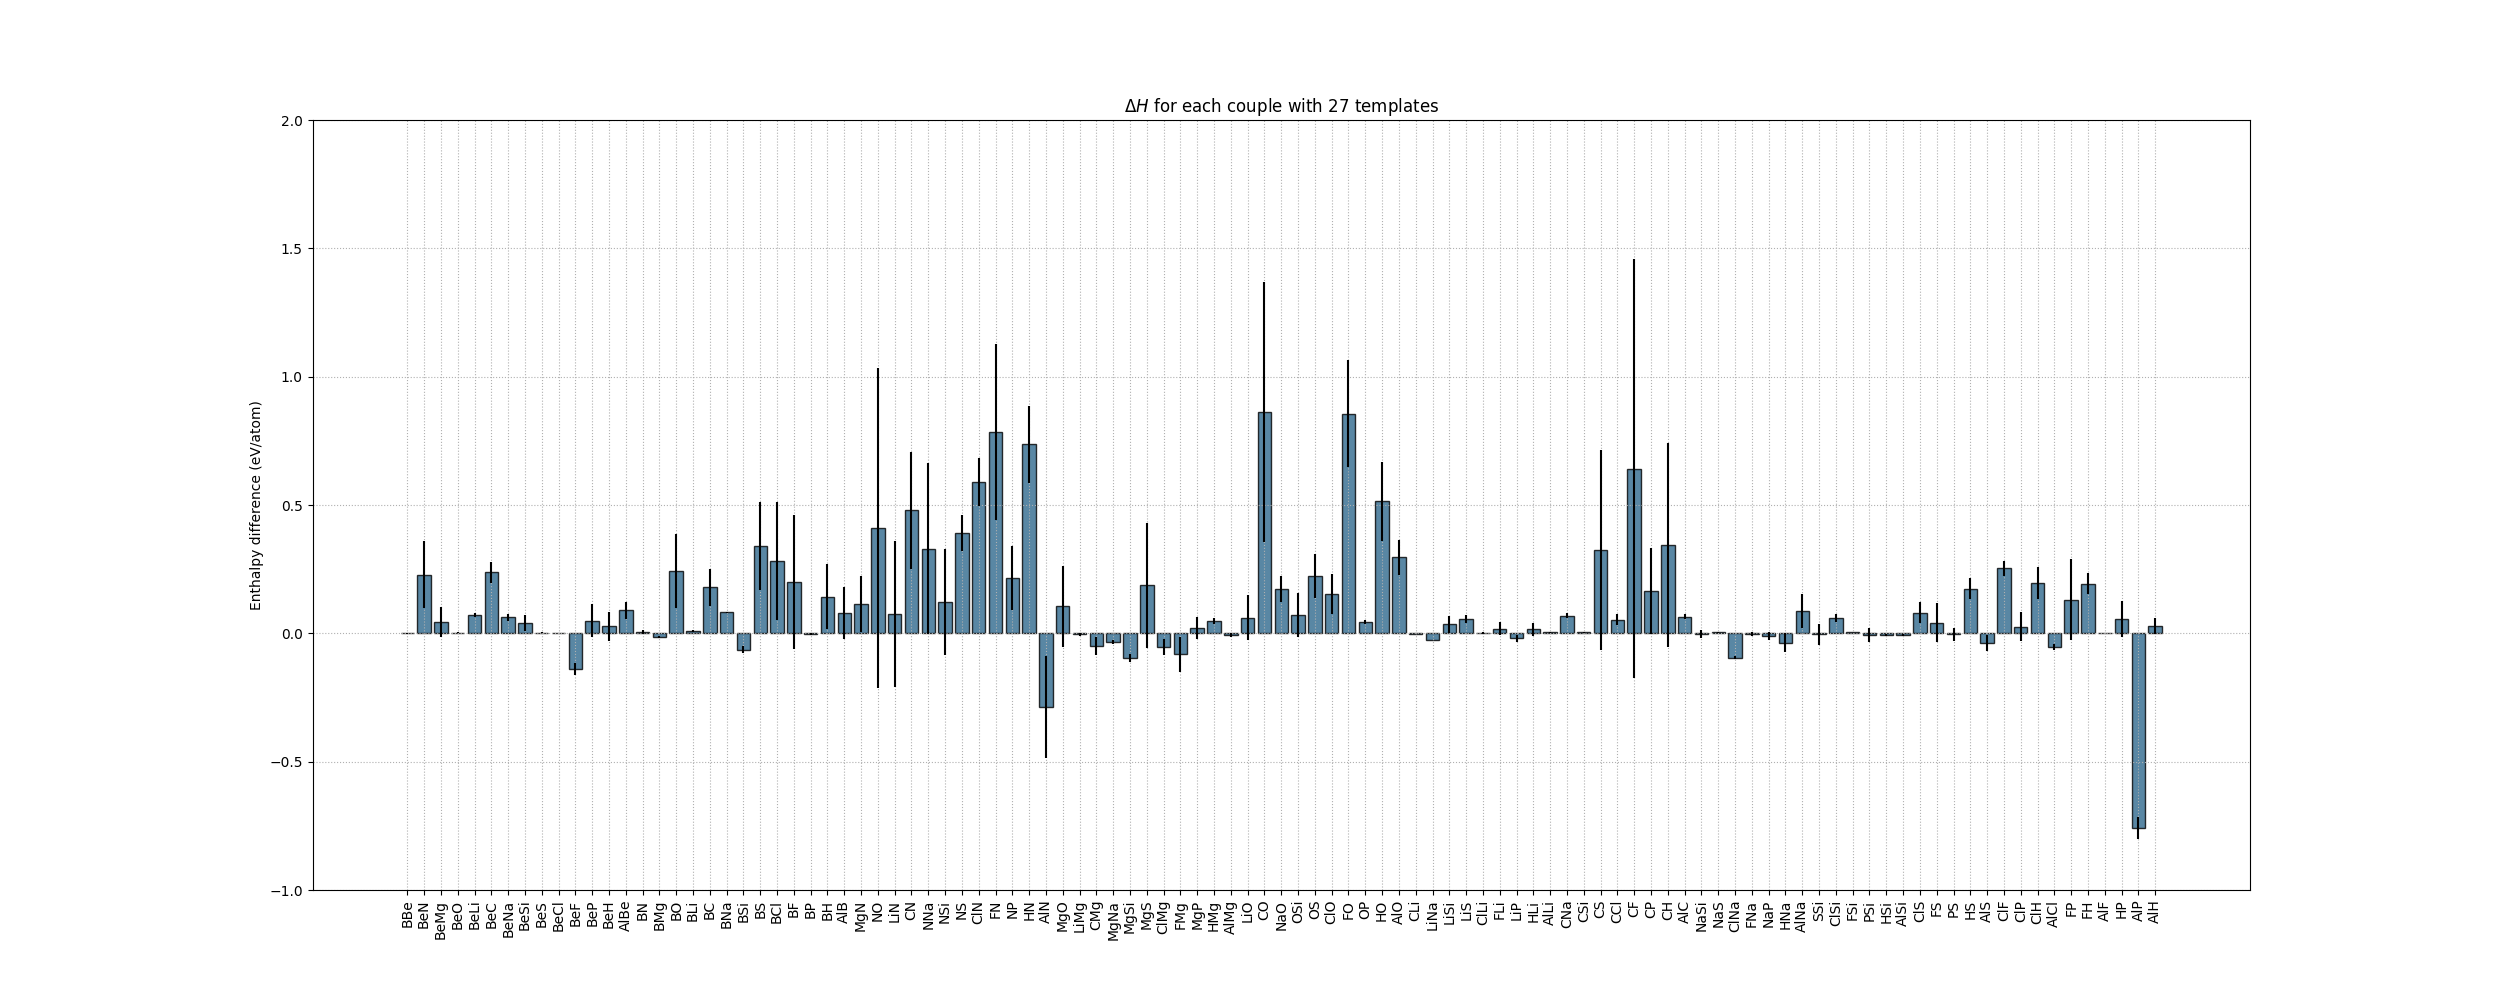 ΔH for each couple with 27 templates
Enthalpy difference (eV/atom)
2.0
1.5
1.0
0.5
0.0
−0.5
−1.0
BBe
BeN
BeMg
BeO
BeLi
BeC
BeNa
BeSi
BeS
BeCl
BeF
BeP
BeH
AlBe
BN
BMg
BO
BLi
BC
BNa
BSi
BS
BCl
BF
BP
BH
AlB
MgN
NO
LiN
CN
NNa
NSi
NS
ClN
FN
NP
HN
AlN
MgO
LiMg
CMg
MgNa
MgSi
MgS
ClMg
FMg
MgP
HMg
AlMg
LiO
CO
NaO
OSi
OS
ClO
FO
OP
HO
AlO
CLi
LiNa
LiSi
LiS
ClLi
FLi
LiP
HLi
AlLi
CNa
CSi
CS
CCl
CF
CP
CH
AlC
NaSi
NaS
ClNa
FNa
NaP
HNa
AlNa
SSi
ClSi
FSi
PSi
HSi
AlSi
ClS
FS
PS
HS
AlS
ClF
ClP
ClH
AlCl
FP
FH
AlF
HP
AlP
AlH